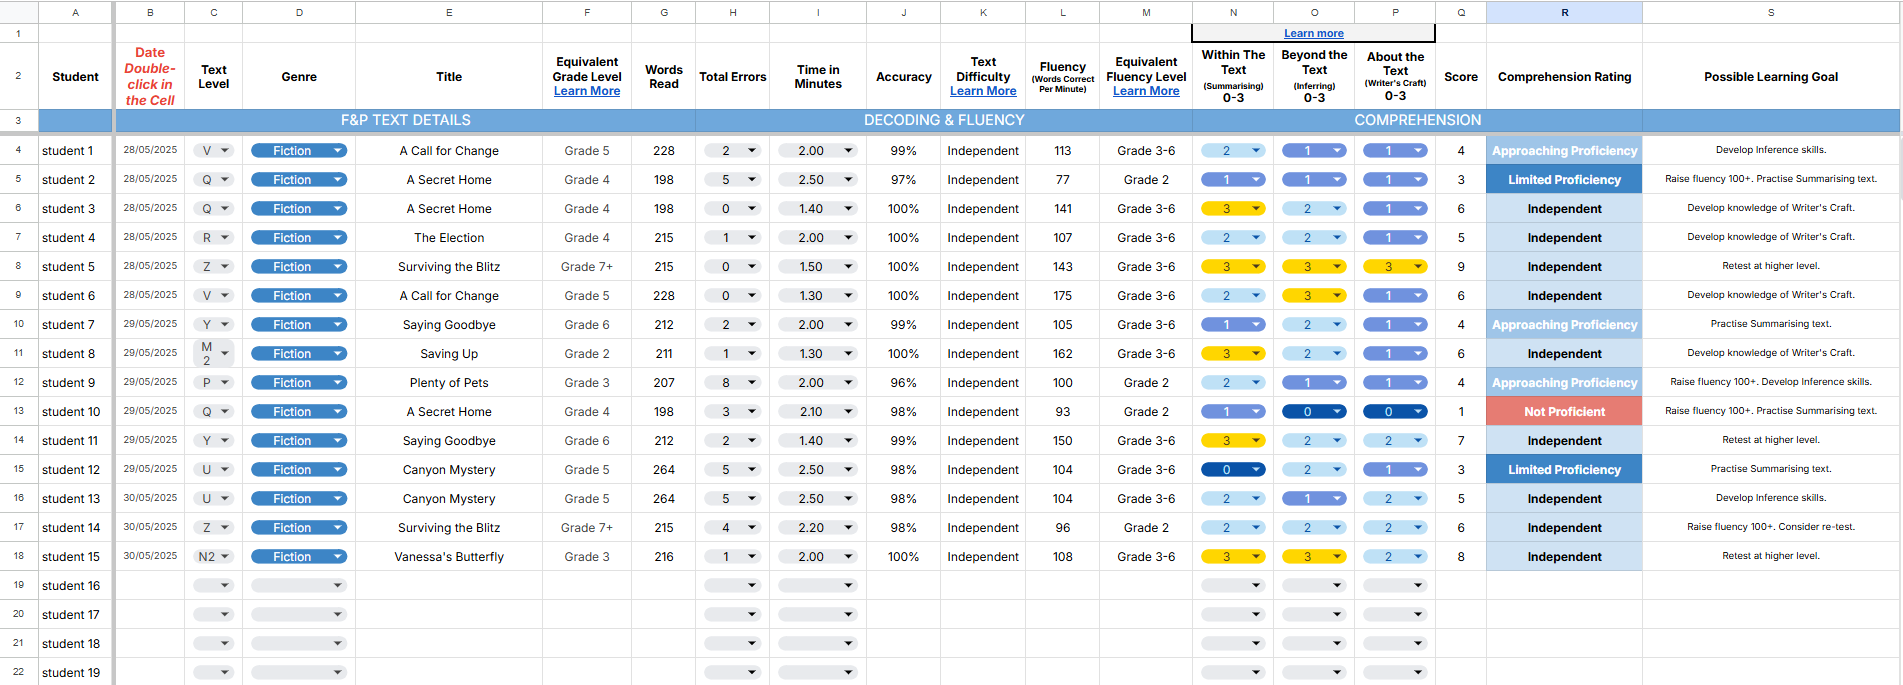 A B C D E F G H I J K L M N O P Q R S
1 Learn more
2 Student Date Double-click in the Cell Text Level Genre Title Equivalent Grade Level Learn More Words Read Total Errors Time in Minutes Accuracy Text Difficulty Learn More Fluency (Words Correct Per Minute) Equivalent Fluency Level Learn More Within The Text (Summarising) 0-3 Beyond the Text (Inferring) 0-3 About the Text (Writer's Craft) 0-3 Score Comprehension Rating Possible Learning Goal
3 F&P TEXT DETAILS DECODING & FLUENCY COMPREHENSION
4 student 1 28/05/2025 V Fiction A Call for Change Grade 5 228 2 2.00 99% Independent 113 Grade 3-6 2 1 1 4 Approaching Proficiency Develop Inference skills.
5 student 2 28/05/2025 Q Fiction A Secret Home Grade 4 198 5 2.50 97% Independent 77 Grade 2 1 1 1 3 Limited Proficiency Raise fluency 100+. Practise Summarising text.
6 student 3 28/05/2025 Q Fiction A Secret Home Grade 4 198 0 1.40 100% Independent 141 Grade 3-6 3 2 1 6 Independent Develop knowledge of Writer's Craft.
7 student 4 28/05/2025 R Fiction The Election Grade 4 215 1 2.00 100% Independent 107 Grade 3-6 2 2 1 5 Independent Develop knowledge of Writer's Craft.
8 student 5 28/05/2025 Z Fiction Surviving the Blitz Grade 7+ 215 0 1.50 100% Independent 143 Grade 3-6 3 3 3 9 Independent Retest at higher level.
9 student 6 28/05/2025 V Fiction A Call for Change Grade 5 228 0 1.30 100% Independent 175 Grade 3-6 2 3 1 6 Independent Develop knowledge of Writer's Craft.
10 student 7 29/05/2025 Y Fiction Saying Goodbye Grade 6 212 2 2.00 99% Independent 105 Grade 3-6 1 2 1 4 Approaching Proficiency Practise Summarising text.
11 student 8 29/05/2025 M 2 Fiction Saving Up Grade 2 211 1 1.30 100% Independent 162 Grade 3-6 3 2 1 6 Independent Develop knowledge of Writer's Craft.
12 student 9 29/05/2025 P Fiction Plenty of Pets Grade 3 207 8 2.00 96% Independent 100 Grade 2 2 1 1 4 Approaching Proficiency Raise fluency 100+. Develop Inference skills.
13 student 10 29/05/2025 Q Fiction A Secret Home Grade 4 198 3 2.10 98% Independent 93 Grade 2 1 0 0 1 Not Proficient Raise fluency 100+. Practise Summarising text.
14 student 11 29/05/2025 Y Fiction Saying Goodbye Grade 6 212 2 1.40 99% Independent 150 Grade 3-6 3 2 2 7 Independent Retest at higher level.
15 student 12 29/05/2025 U Fiction Canyon Mystery Grade 5 264 5 2.50 98% Independent 104 Grade 3-6 0 2 1 3 Limited Proficiency Practise Summarising text.
16 student 13 30/05/2025 U Fiction Canyon Mystery Grade 5 264 5 2.50 98% Independent 104 Grade 3-6 2 1 2 5 Independent Develop Inference skills.
17 student 14 30/05/2025 Z Fiction Surviving the Blitz Grade 7+ 215 4 2.20 98% Independent 96 Grade 2 2 2 2 6 Independent Raise fluency 100+. Consider re-test.
18 student 15 30/05/2025 N2 Fiction Vanessa's Butterfly Grade 3 216 1 2.00 100% Independent 108 Grade 3-6 3 3 2 8 Independent Retest at higher level.
19 student 16
20 student 17
21 student 18
22 student 19